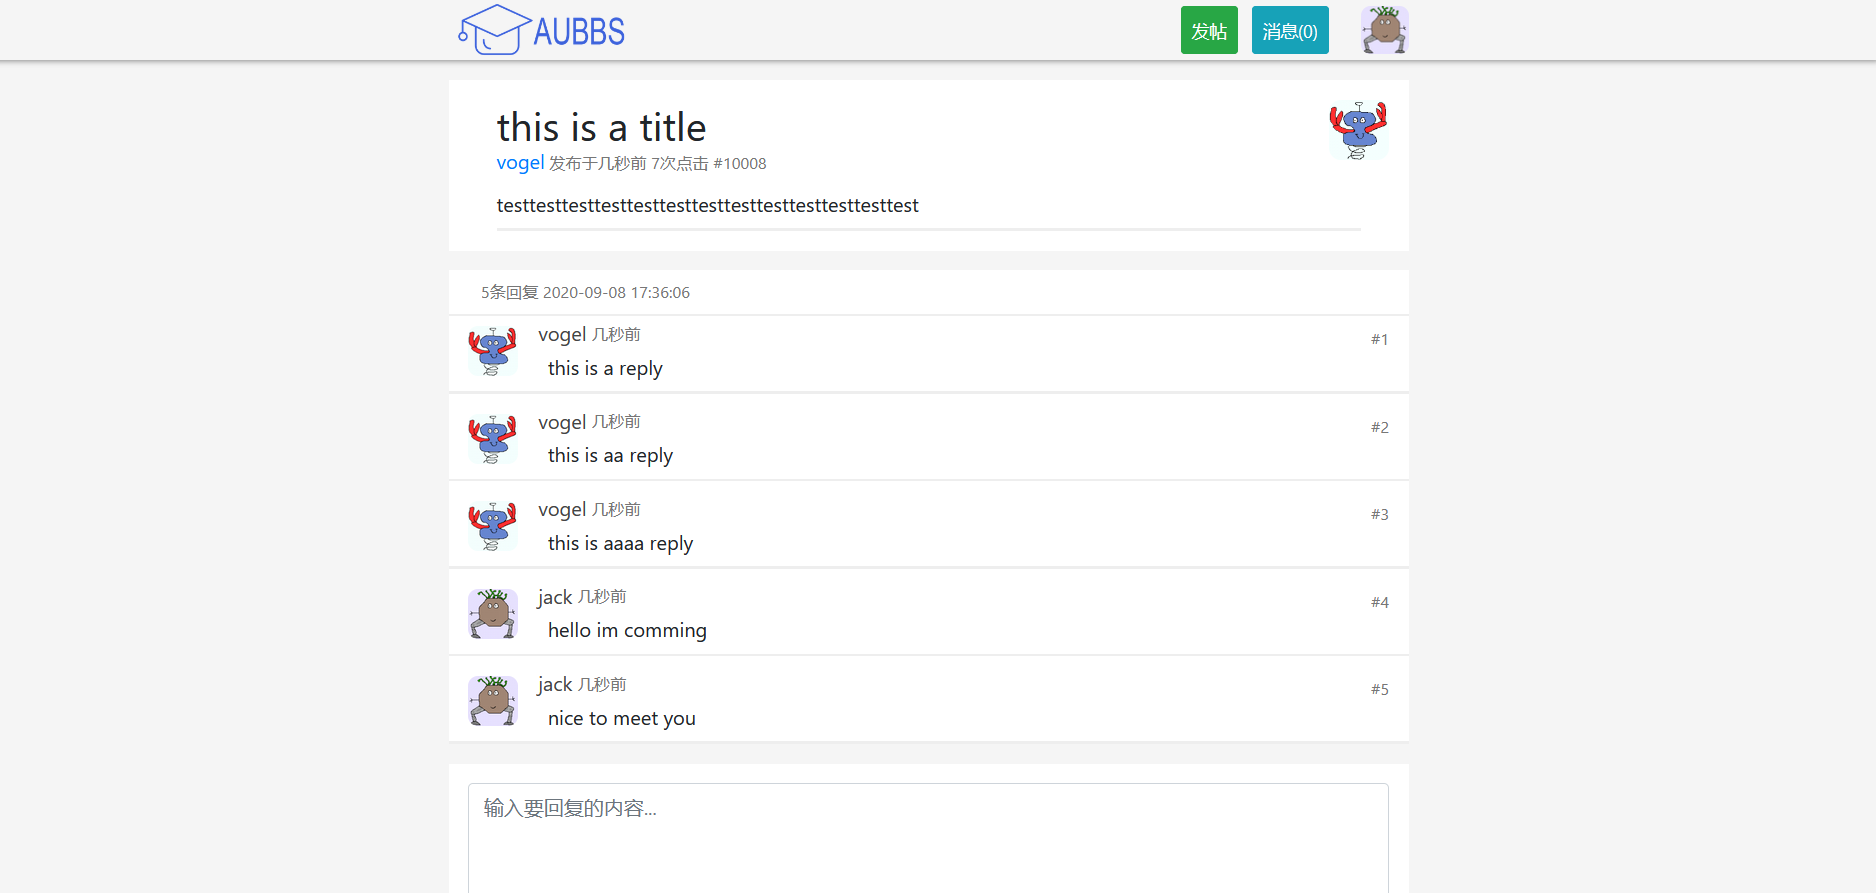 AUBBS
发帖
消息(0)
this is a title
vogel 发布于几秒前 7次点击 #10008
testtesttesttesttesttesttesttesttesttesttesttesttest
5条回复 2020-09-08 17:36:06
vogel 几秒前
#1
this is a reply
vogel 几秒前
#2
this is aa reply
vogel 几秒前
#3
this is aaaa reply
jack 几秒前
#4
hello im comming
jack 几秒前
#5
nice to meet you
输入要回复的内容...